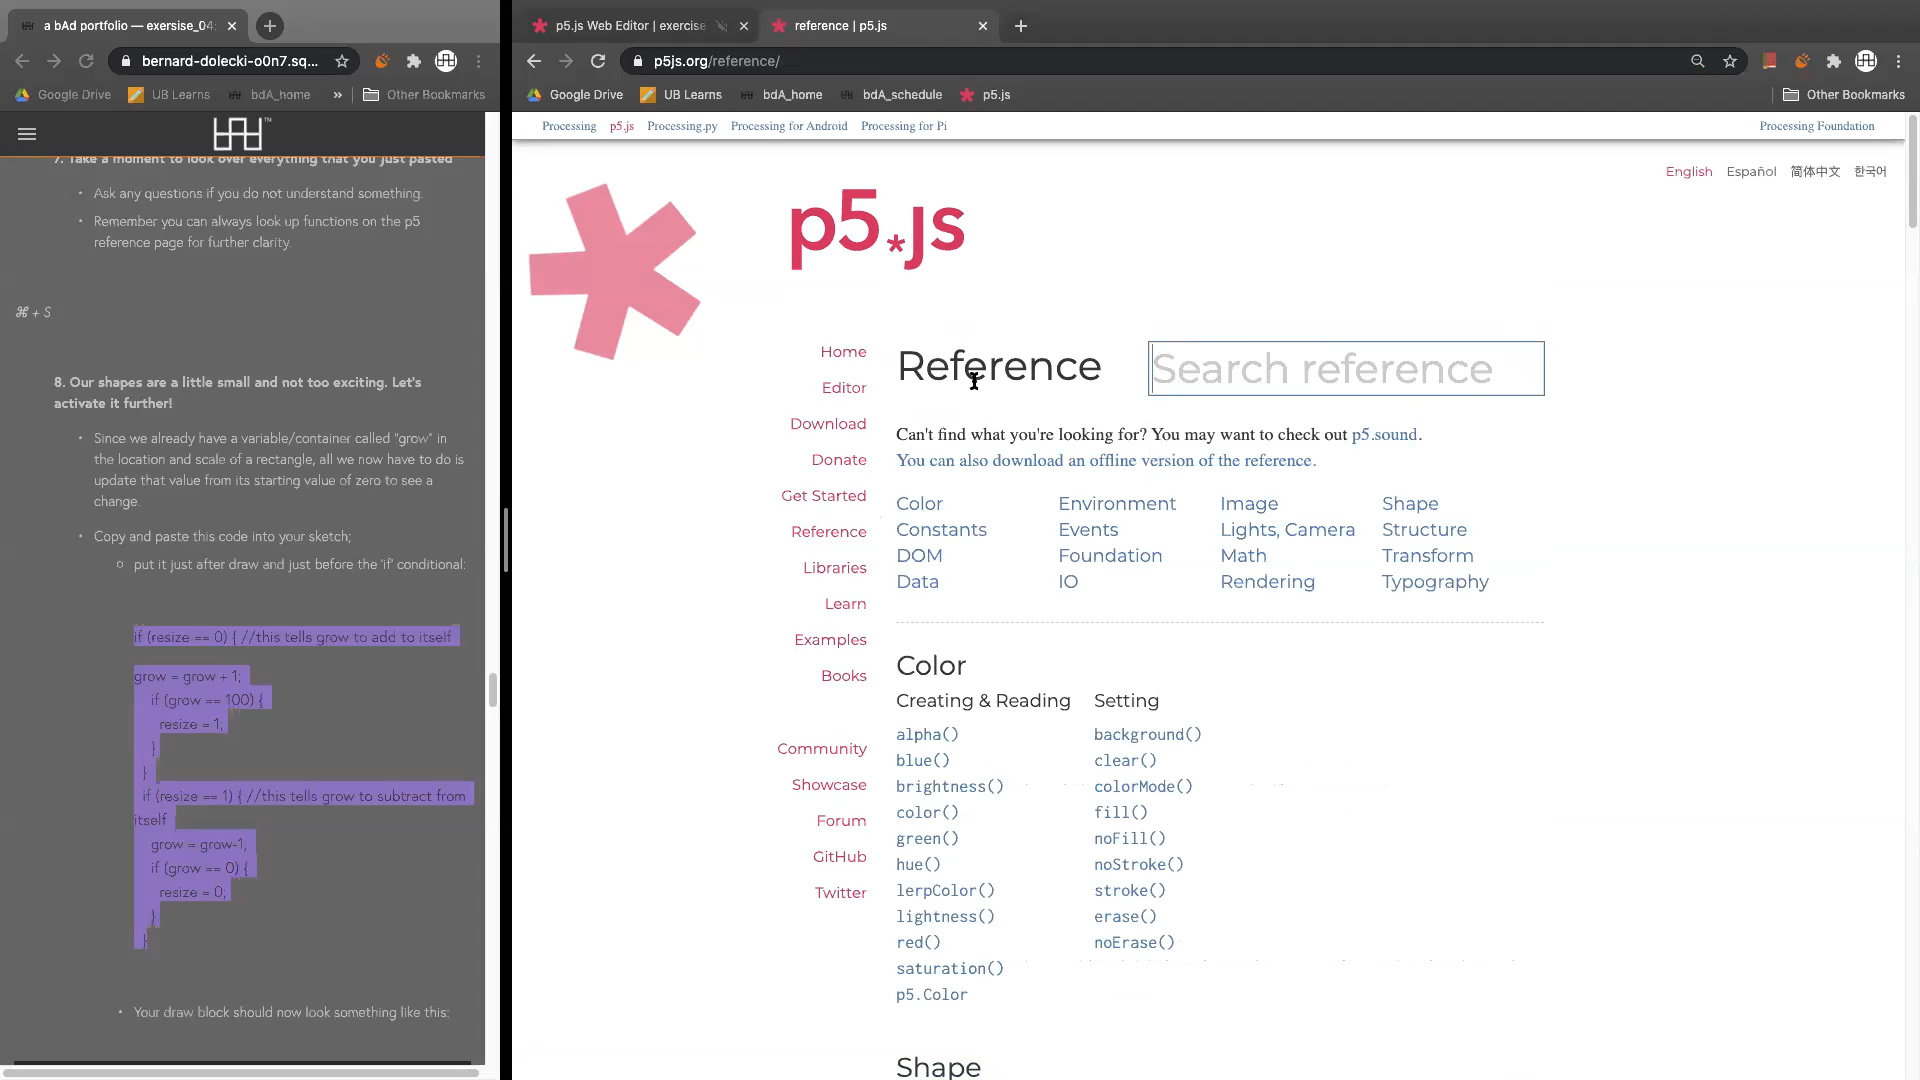 a bAd portfolio — exersise_04:
bernard-dolecki-o0n7.sq...
Google Drive UB Learns bdA_home » Other Bookmarks
7. Take a moment to look over everything that you just pasted
Ask any questions if you do not understand something.
Remember you can always look up functions on the p5
reference page for further clarity.
⌘ + S
8. Our shapes are a little small and not too exciting. Let's
activate it further!
Since we already have a variable/container called "grow" in
the location and scale of a rectangle, all we now have to do is
update that value from its starting value of zero to see a
change.
Copy and paste this code into your sketch;
put it just after draw and just before the 'if' conditional:
if (resize == 0) { //this tells grow to add to itself
grow = grow + 1;
if (grow == 100) {
resize = 1;
}
}
if (resize == 1) { //this tells grow to subtract from
itself
grow = grow-1;
if (grow == 0) {
resize = 0;
}
}
Your draw block should now look something like this:
p5.js Web Editor | exercise
reference | p5.js
p5js.org/reference/
Google Drive UB Learns bdA_home bdA_schedule p5.js Other Bookmarks
Processing p5.js Processing.py Processing for Android Processing for Pi Processing Foundation
English Español 简体中文 한국어
p5*js
Home
Editor
Download
Donate
Get Started
Reference
Libraries
Learn
Examples
Books
Community
Showcase
Forum
GitHub
Twitter
Reference Search reference
Can't find what you're looking for? You may want to check out p5.sound.
You can also download an offline version of the reference.
Color Environment Image Shape
Constants Events Lights, Camera Structure
DOM Foundation Math Transform
Data IO Rendering Typography
Color
Creating & Reading Setting
alpha() background()
blue() clear()
brightness() colorMode()
color() fill()
green() noFill()
hue() noStroke()
lerpColor() stroke()
lightness() erase()
red() noErase()
saturation()
p5.Color
Shape